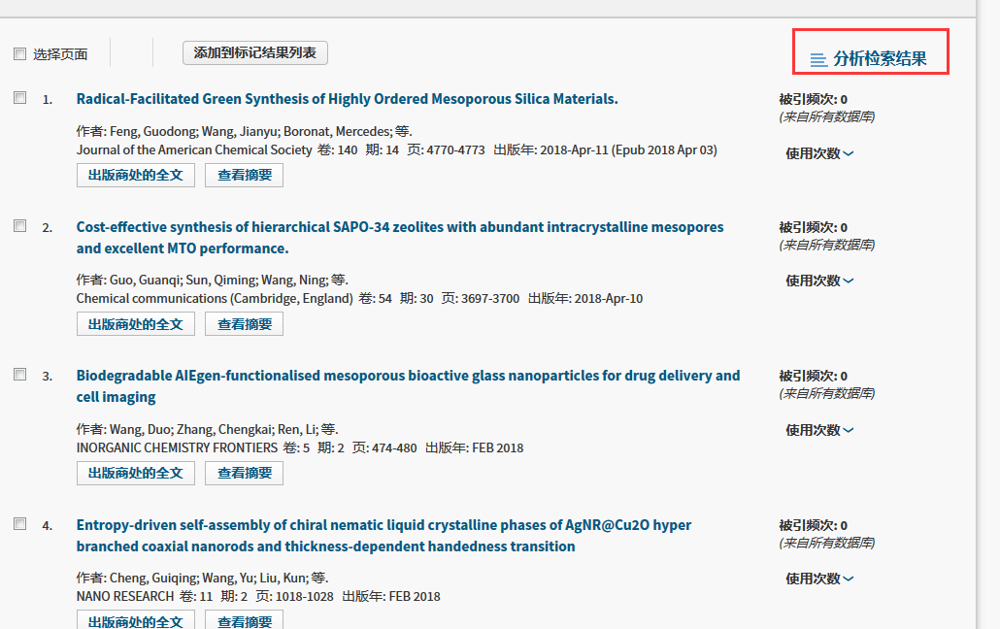 选择页面
添加到标记结果列表
分析检索结果
1. Radical-Facilitated Green Synthesis of Highly Ordered Mesoporous Silica Materials.
被引频次: 0
(来自所有数据库)
作者: Feng, Guodong; Wang, Jianyu; Boronat, Mercedes; 等.
Journal of the American Chemical Society 卷: 140 期: 14 页: 4770-4773 出版年: 2018-Apr-11 (Epub 2018 Apr 03)
使用次数
出版商处的全文 查看摘要
2. Cost-effective synthesis of hierarchical SAPO-34 zeolites with abundant intracrystalline mesopores
and excellent MTO performance.
被引频次: 0
(来自所有数据库)
作者: Guo, Guanqi; Sun, Qiming; Wang, Ning; 等.
Chemical communications (Cambridge, England) 卷: 54 期: 30 页: 3697-3700 出版年: 2018-Apr-10
使用次数
出版商处的全文 查看摘要
3. Biodegradable AIEgen-functionalised mesoporous bioactive glass nanoparticles for drug delivery and
cell imaging
被引频次: 0
(来自所有数据库)
作者: Wang, Duo; Zhang, Chengkai; Ren, Li; 等.
INORGANIC CHEMISTRY FRONTIERS 卷: 5 期: 2 页: 474-480 出版年: FEB 2018
使用次数
出版商处的全文 查看摘要
4. Entropy-driven self-assembly of chiral nematic liquid crystalline phases of AgNR@Cu2O hyper
branched coaxial nanorods and thickness-dependent handedness transition
被引频次: 0
(来自所有数据库)
作者: Cheng, Guiqing; Wang, Yu; Liu, Kun; 等.
NANO RESEARCH 卷: 11 期: 2 页: 1018-1028 出版年: FEB 2018
使用次数
出版商处的全文 查看摘要